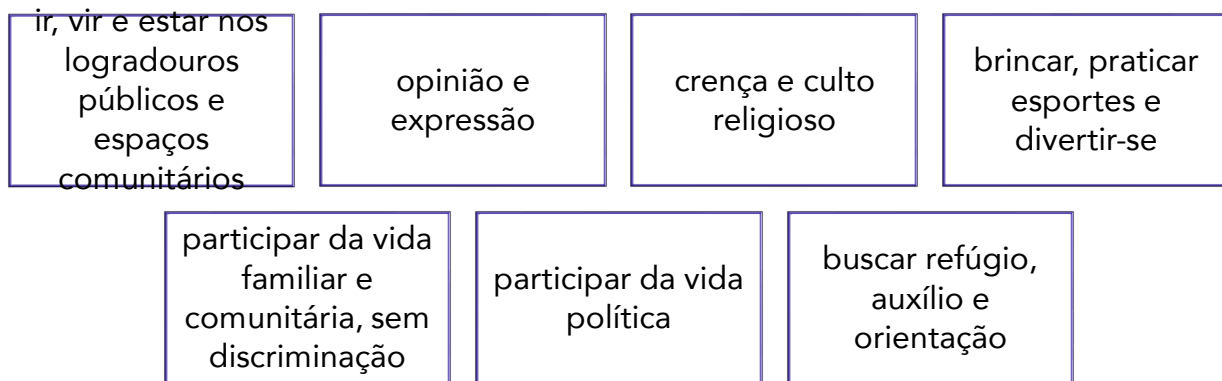 ir, vir e estar nos
logradouros
públicos e
espaços
comunitários
opinião e
expressão
crença e culto
religioso
brincar, praticar
esportes e
divertir-se
participar da vida
familiar e
comunitária, sem
discriminação
participar da vida
política
buscar refúgio,
auxílio e
orientação